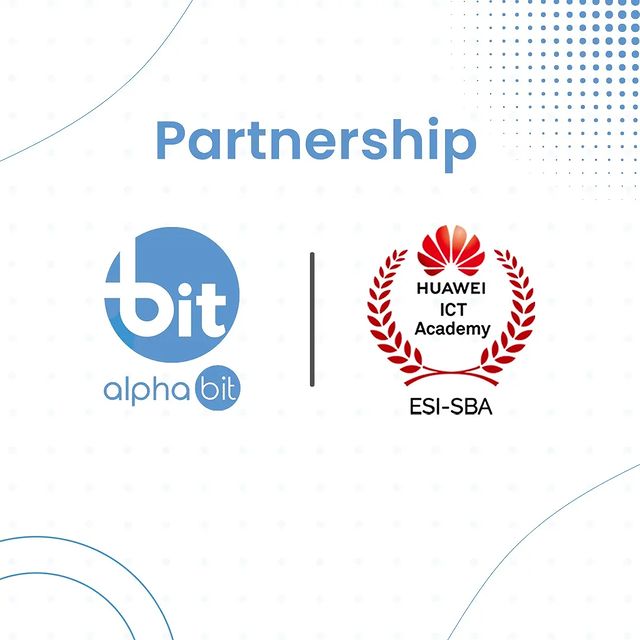 Partnership
bit
alpha bit
HUAWEI
ICT
Academy
ESI-SBA